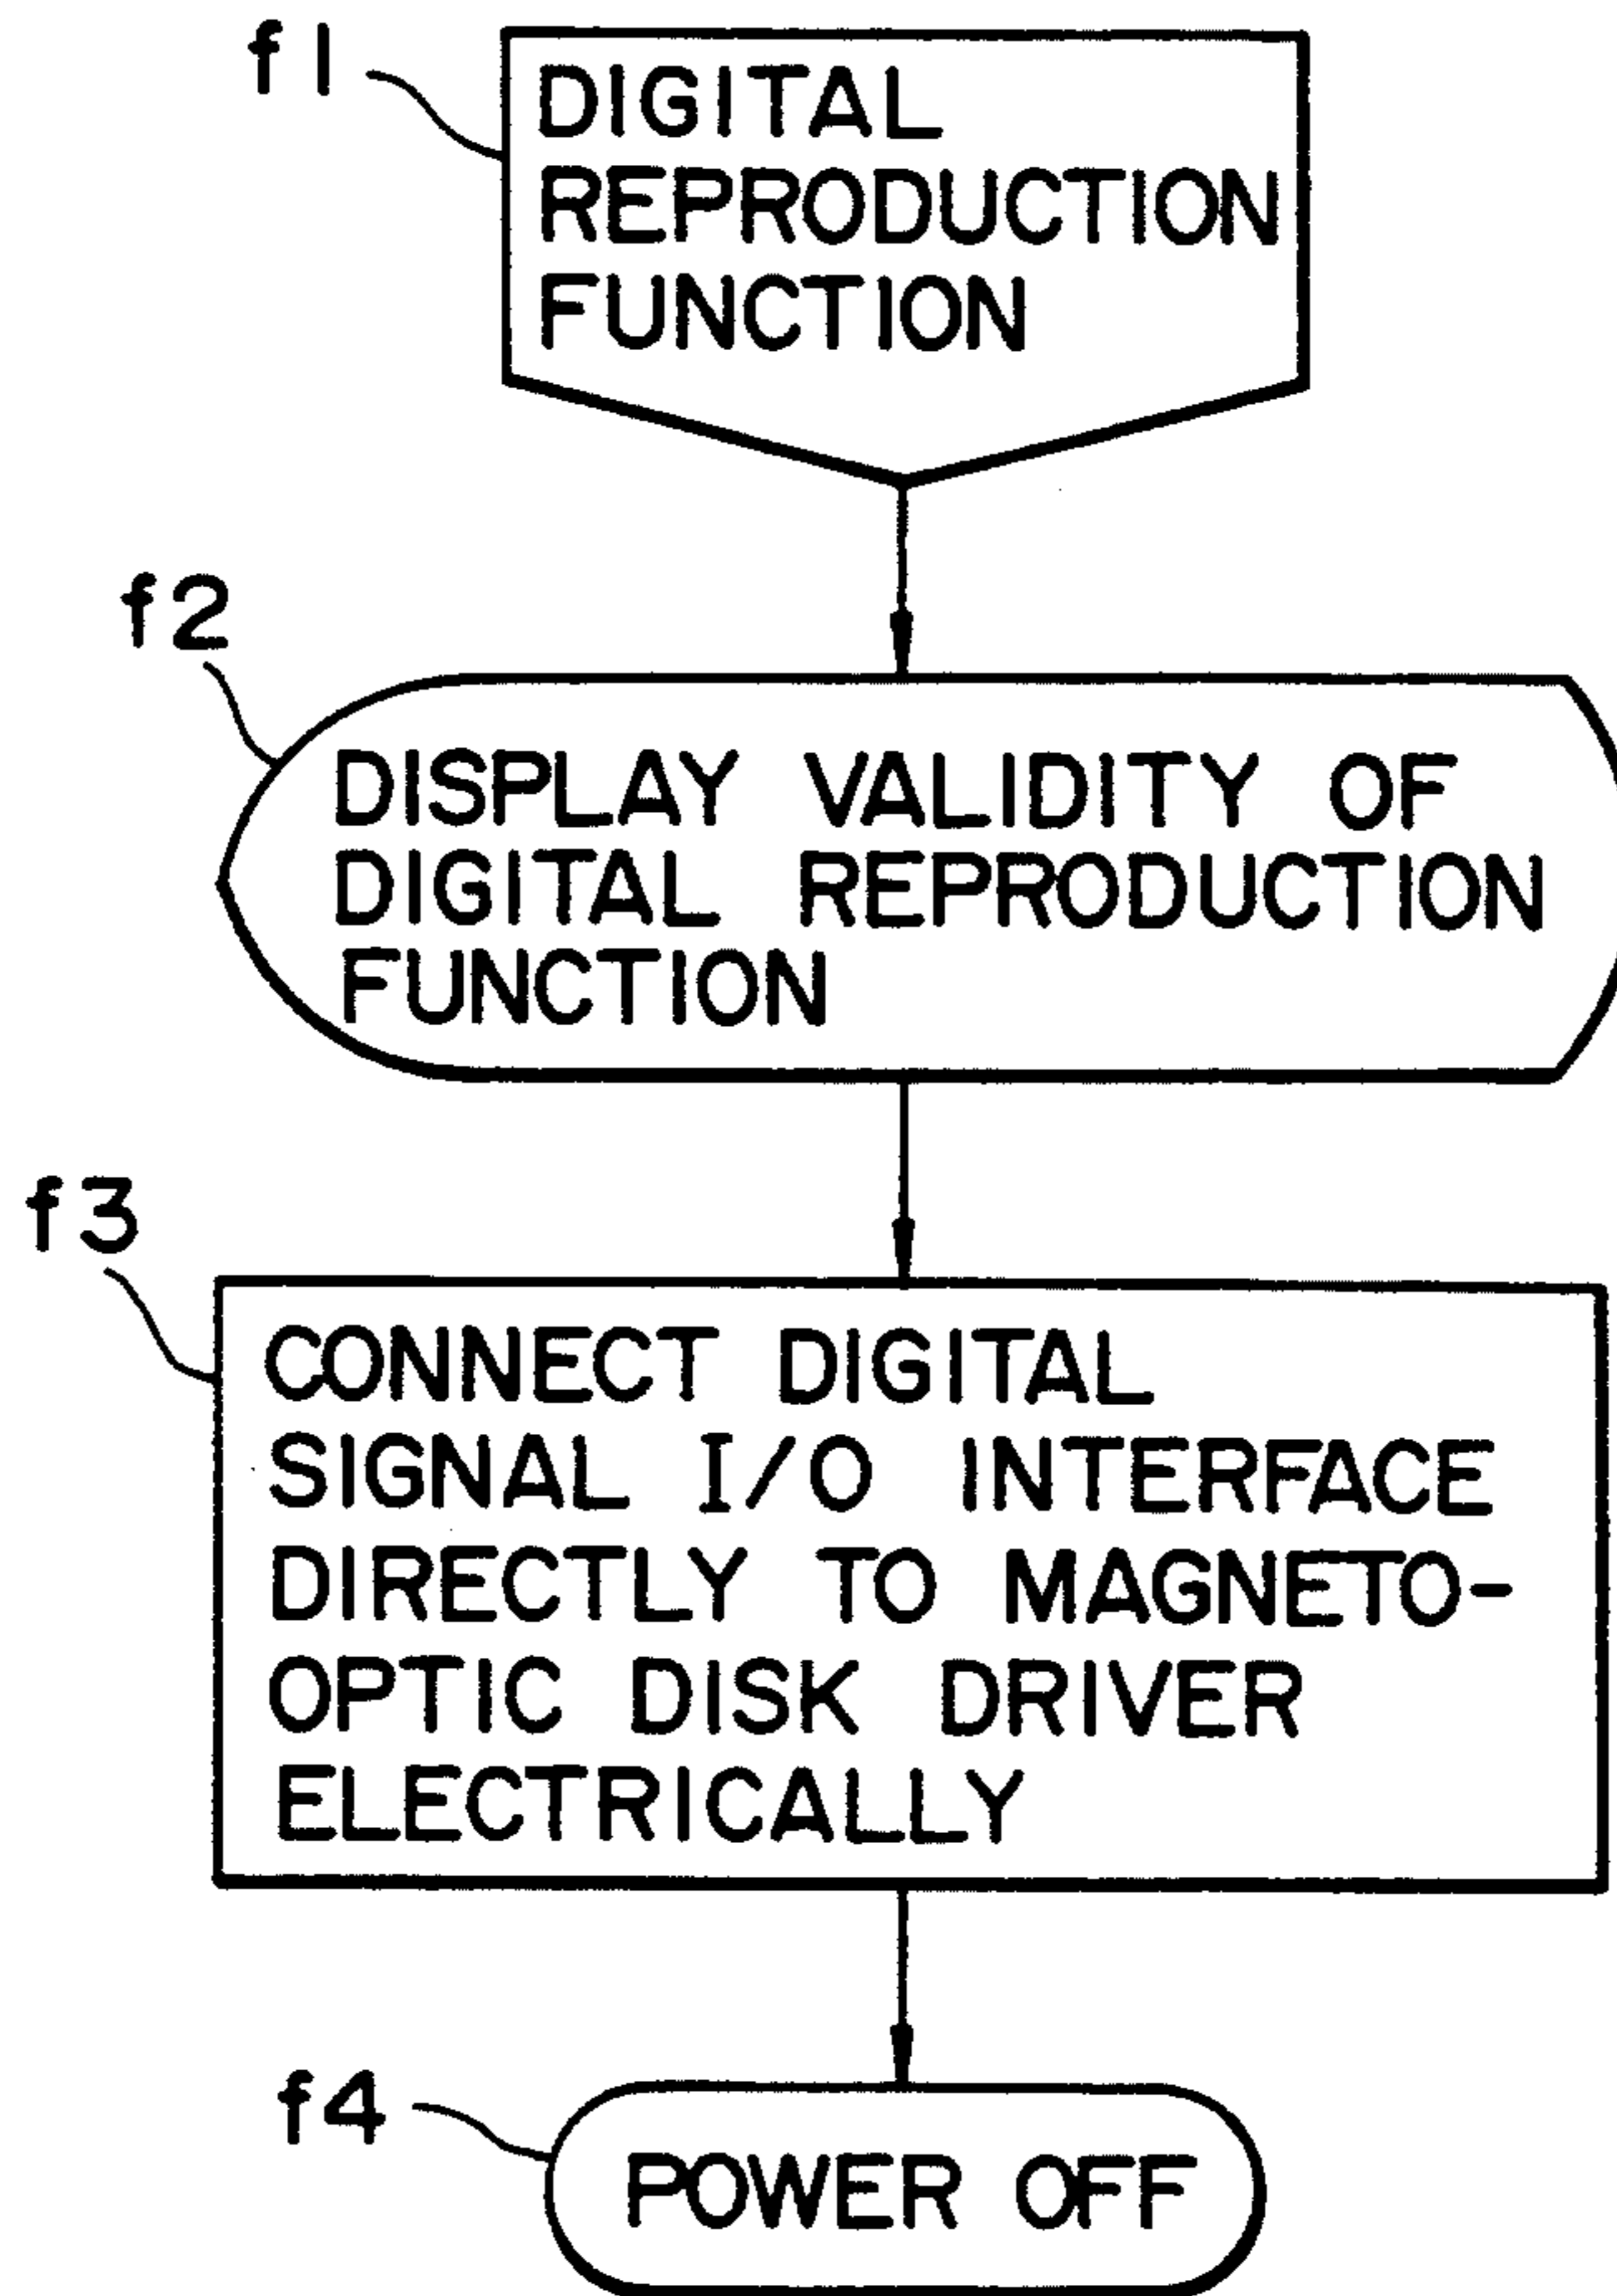 f1
DIGITAL
REPRODUCTION
FUNCTION
f2
DISPLAY VALIDITY OF
DIGITAL REPRODUCTION
FUNCTION
f3
CONNECT DIGITAL
SIGNAL I/O INTERFACE
DIRECTLY TO MAGNETO-
OPTIC DISK DRIVER
ELECTRICALLY
f4
POWER OFF